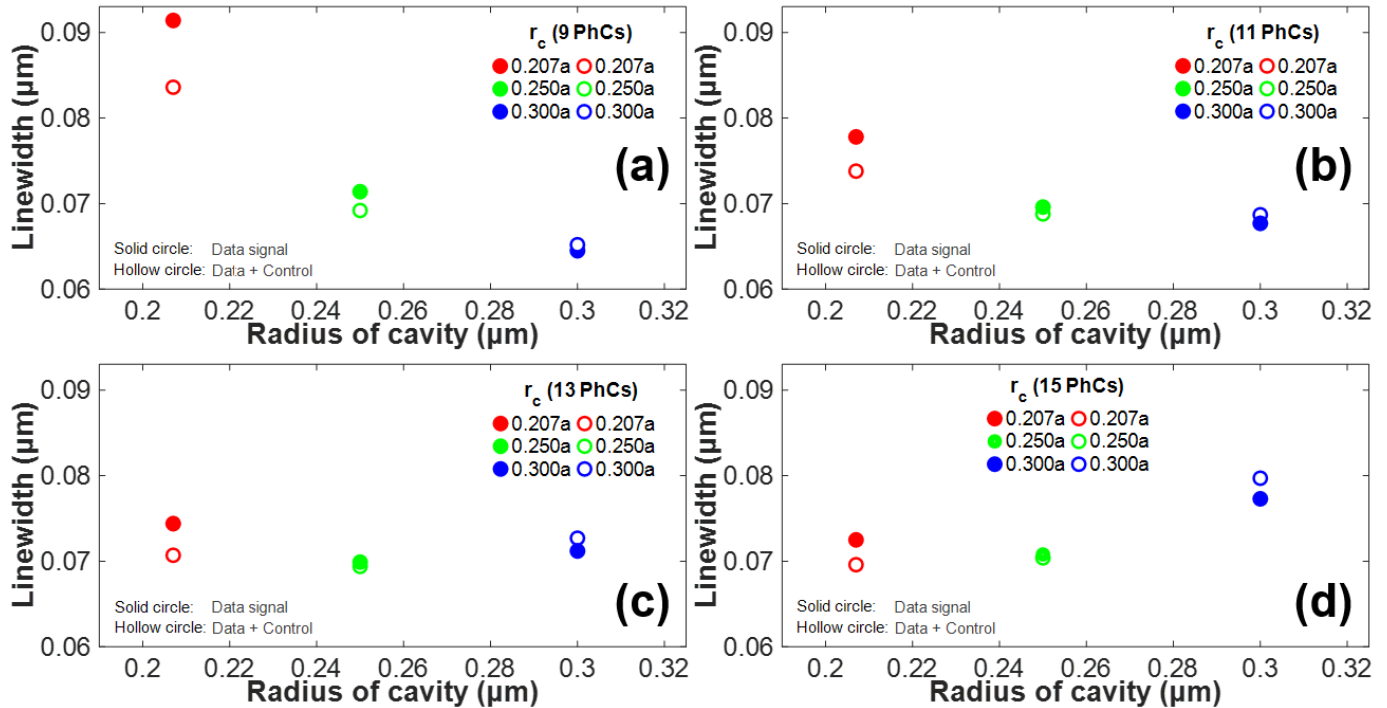 r_c (9 PhCs)
0.207a 0.207a
0.250a 0.250a
0.300a 0.300a
(a)
Solid circle: Data signal
Hollow circle: Data + Control
0.09
0.08
0.07
0.06
Linewidth (μm)
0.2 0.22 0.24 0.26 0.28 0.3 0.32
Radius of cavity (μm)
r_c (11 PhCs)
0.207a 0.207a
0.250a 0.250a
0.300a 0.300a
(b)
Solid circle: Data signal
Hollow circle: Data + Control
0.09
0.08
0.07
0.06
Linewidth (μm)
0.2 0.22 0.24 0.26 0.28 0.3 0.32
Radius of cavity (μm)
r_c (13 PhCs)
0.207a 0.207a
0.250a 0.250a
0.300a 0.300a
(c)
Solid circle: Data signal
Hollow circle: Data + Control
0.09
0.08
0.07
0.06
Linewidth (μm)
0.2 0.22 0.24 0.26 0.28 0.3 0.32
Radius of cavity (μm)
r_c (15 PhCs)
0.207a 0.207a
0.250a 0.250a
0.300a 0.300a
(d)
Solid circle: Data signal
Hollow circle: Data + Control
0.09
0.08
0.07
0.06
Linewidth (μm)
0.2 0.22 0.24 0.26 0.28 0.3 0.32
Radius of cavity (μm)